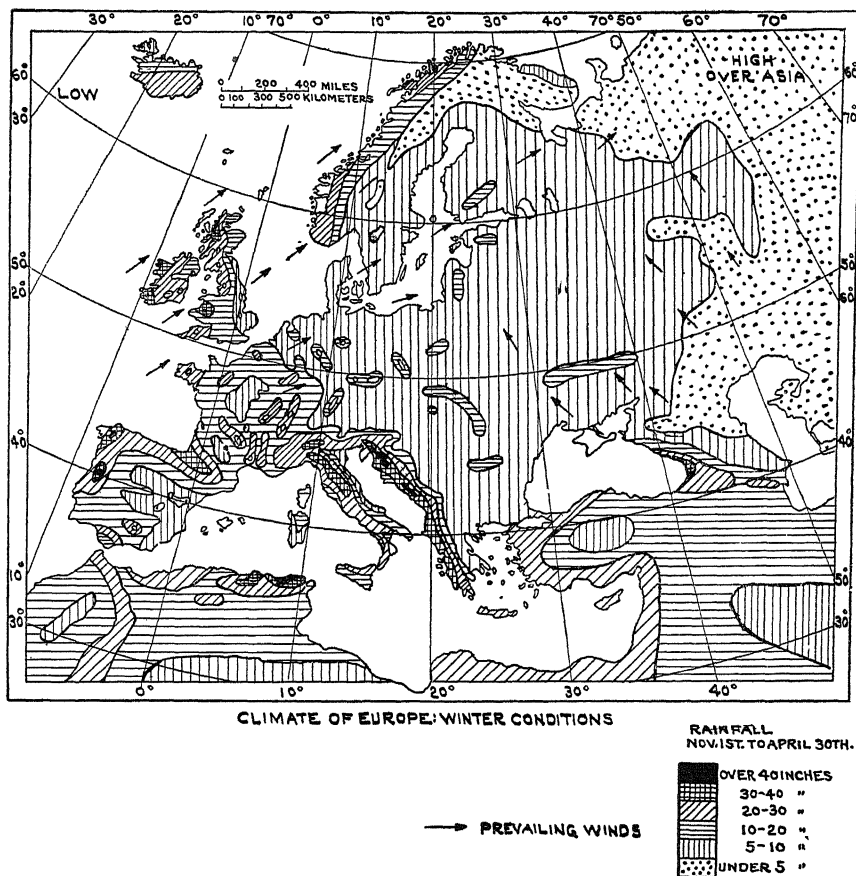 30° 20° 10° 0° 10° 20° 30° 40° 70° 50° 60° 70°
60°
30°
LOW
0 200 400 MILES
0 100 300 500 KILOMETERS
HIGH
OVER ASIA
60°
70°
50°
20°
50°
60°
40°
40°
10°
30°
50°
30°
0° 10° 20° 30° 40°
CLIMATE OF EUROPE: WINTER CONDITIONS
RAINFALL
NOV. 1ST. TO APRIL 30TH.
OVER 40 INCHES
30-40 "
20-30 "
10-20 "
5-10 "
UNDER 5 "
PREVAILING WINDS